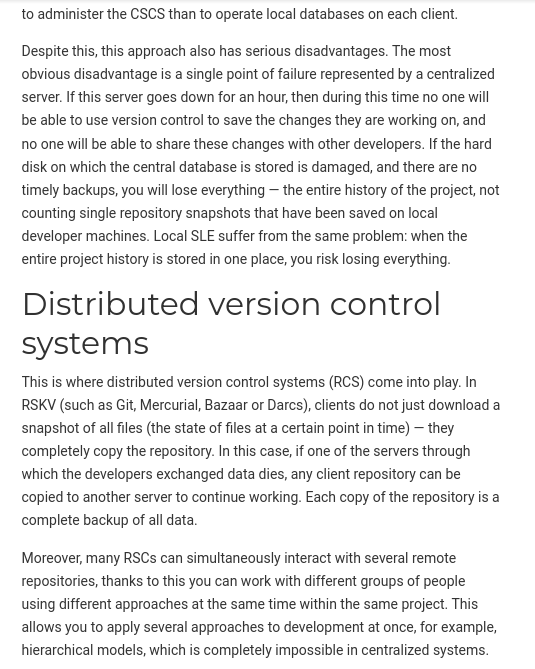 to administer the CSCS than to operate local databases on each client.
Despite this, this approach also has serious disadvantages. The most
obvious disadvantage is a single point of failure represented by a centralized
server. If this server goes down for an hour, then during this time no one will
be able to use version control to save the changes they are working on, and
no one will be able to share these changes with other developers. If the hard
disk on which the central database is stored is damaged, and there are no
timely backups, you will lose everything — the entire history of the project, not
counting single repository snapshots that have been saved on local
developer machines. Local SLE suffer from the same problem: when the
entire project history is stored in one place, you risk losing everything.
Distributed version control
systems
This is where distributed version control systems (RCS) come into play. In
RSKV (such as Git, Mercurial, Bazaar or Darcs), clients do not just download a
snapshot of all files (the state of files at a certain point in time) — they
completely copy the repository. In this case, if one of the servers through
which the developers exchanged data dies, any client repository can be
copied to another server to continue working. Each copy of the repository is a
complete backup of all data.
Moreover, many RSCs can simultaneously interact with several remote
repositories, thanks to this you can work with different groups of people
using different approaches at the same time within the same project. This
allows you to apply several approaches to development at once, for example,
hierarchical models, which is completely impossible in centralized systems.